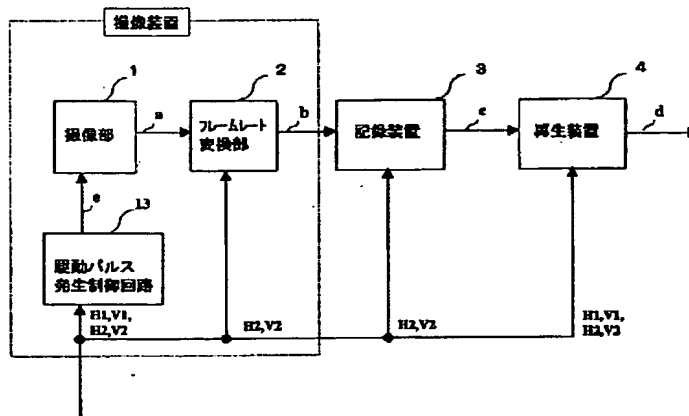 撮像装置
1
2
3
4
撮像部
a
フレームレート
変換部
b
記録装置
c
再生装置
d
e
13
駆動パルス
発生制御回路
H1,V1,
H2,V2
H2,V2
H2,V2
H1,V1,
H2,V2